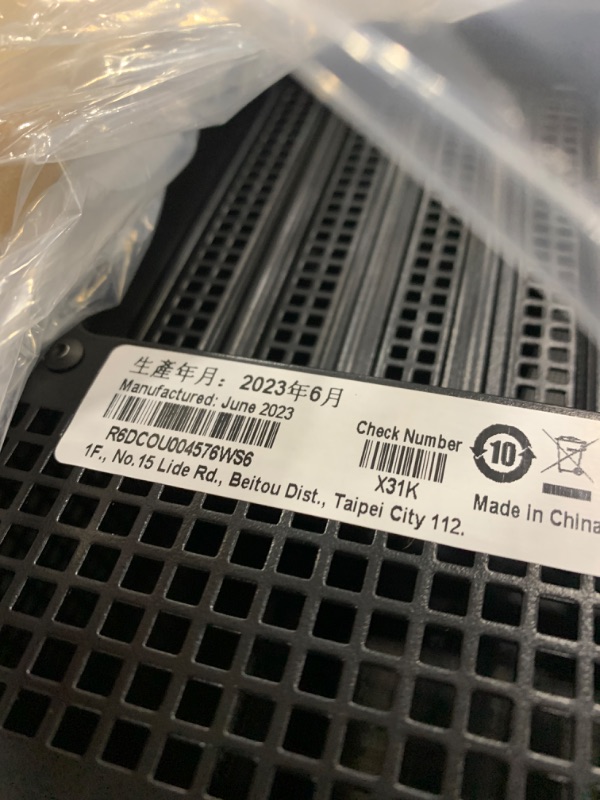 生產年月：2023年6月
Manufactured: June 2023
R6DCOU004576WS6
1F., No.15 Lide Rd., Beitou Dist., Taipei City 112.
Check Number
X31K
10
Made in China